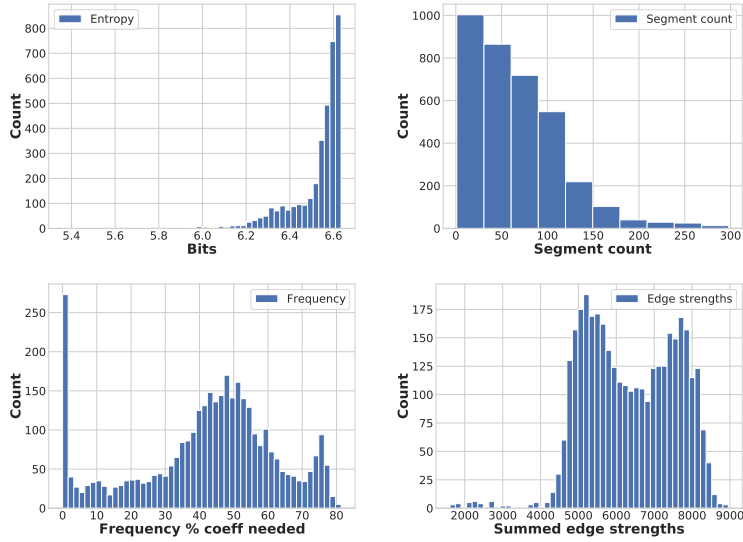 Entropy
Count
800
700
600
500
400
300
200
100
0
5.4 5.6 5.8 6.0 6.2 6.4 6.6
Bits
Segment count
Count
1000
800
600
400
200
0
0 50 100 150 200 250 300
Segment count
Frequency
Count
250
200
150
100
50
0
0 10 20 30 40 50 60 70 80
Frequency % coeff needed
Edge strengths
Count
175
150
125
100
75
50
25
0
2000 3000 4000 5000 6000 7000 8000 9000
Summed edge strengths